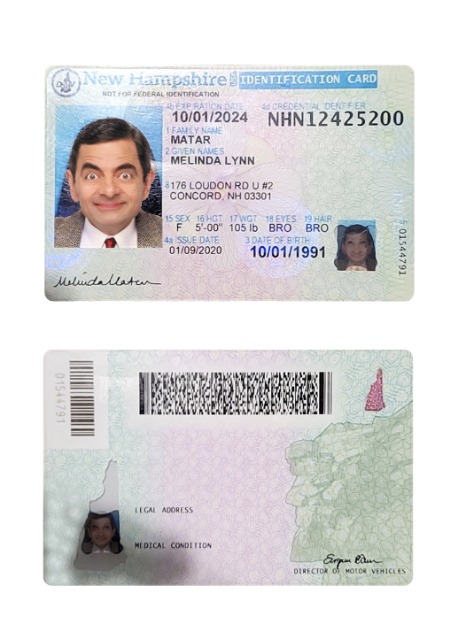 New Hampshire USA IDENTIFICATION CARD
NOT FOR FEDERAL IDENTIFICATION
4b EXPIRATION DATE 4d CREDENTIAL IDENTIFIER
10/01/2024 NHN12425200
1 FAMILY NAME
MATAR
2 GIVEN NAMES
MELINDA LYNN
8 176 LOUDON RD U #2
CONCORD, NH 03301
15 SEX 16 HGT 17 WGT 18 EYES 19 HAIR
F 5'-00" 105 lb BRO BRO
4a ISSUE DATE 3 DATE OF BIRTH
01/09/2020 10/01/1991
01544791
Melinda Matar
01544791
LEGAL ADDRESS
MEDICAL CONDITION
DIRECTOR OF MOTOR VEHICLES